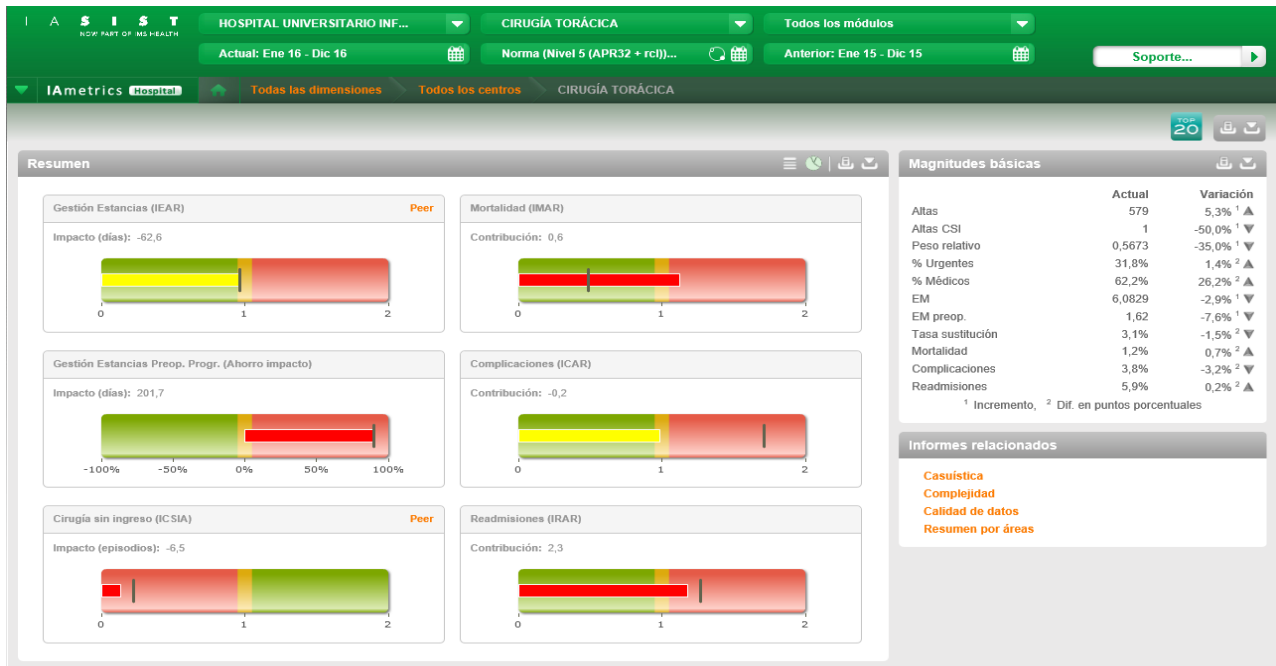 I A S I S T
NOW PART OF IMS HEALTH
HOSPITAL UNIVERSITARIO INF...
CIRUGÍA TORÁCICA
Todos los módulos
Actual: Ene 16 - Dic 16
Norma (Nivel 5 (APR32 + rcl))...
Anterior: Ene 15 - Dic 15
Soporte...
IAmetrics Hospital
Todas las dimensiones
Todos los centros
CIRUGÍA TORÁCICA
TOP
20
Resumen
Gestión Estancias (IEAR) Peer
Impacto (días): -62,6
0 1 2
Mortalidad (IMAR)
Contribución: 0,6
0 1 2
Gestión Estancias Preop. Progr. (Ahorro impacto)
Impacto (días): 201,7
-100% -50% 0% 50% 100%
Complicaciones (ICAR)
Contribución: -0,2
0 1 2
Cirugía sin ingreso (ICSIA) Peer
Impacto (episodios): -6,5
0 1 2
Readmisiones (IRAR)
Contribución: 2,3
0 1 2
Magnitudes básicas
Actual Variación
Altas 579 5,3% ¹ ▲
Altas CSI 1 -50,0% ¹ ▼
Peso relativo 0,5673 -35,0% ¹ ▼
% Urgentes 31,8% 1,4% ² ▲
% Médicos 62,2% 26,2% ² ▲
EM 6,0829 -2,9% ¹ ▼
EM preop. 1,62 -7,6% ¹ ▼
Tasa sustitución 3,1% -1,5% ² ▼
Mortalidad 1,2% 0,7% ² ▲
Complicaciones 3,8% -3,2% ² ▼
Readmisiones 5,9% 0,2% ² ▲
¹ Incremento, ² Dif. en puntos porcentuales
Informes relacionados
Casuística
Complejidad
Calidad de datos
Resumen por áreas